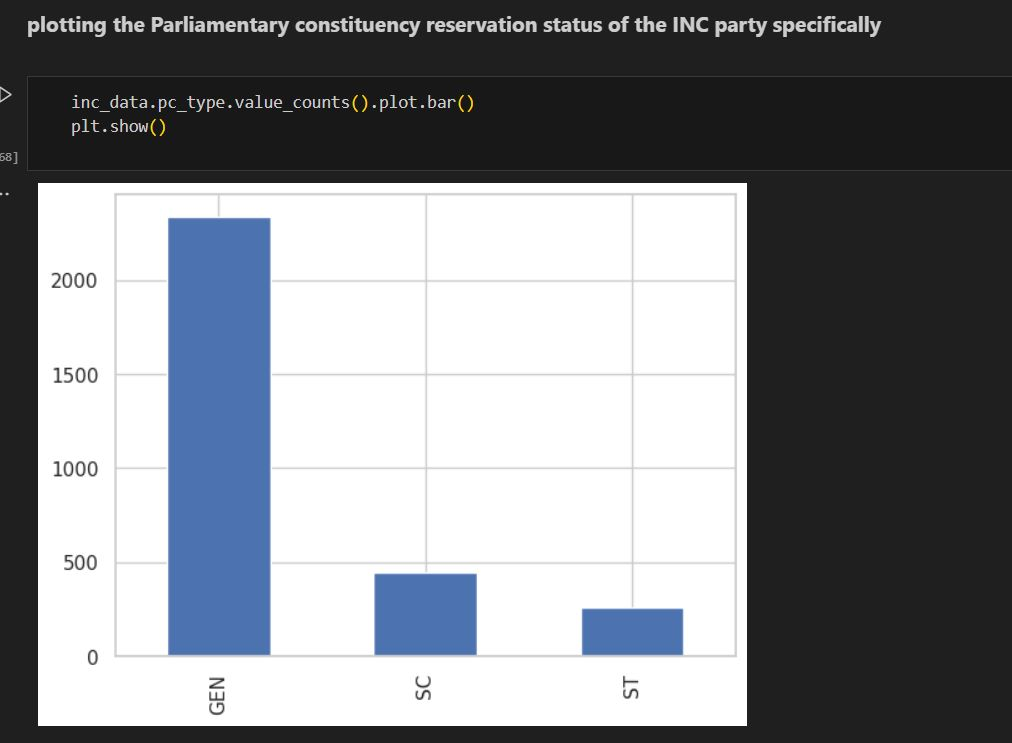 plotting the Parliamentary constituency reservation status of the INC party specifically
inc_data.pc_type.value_counts().plot.bar()
plt.show()
68]
..
2000
1500
1000
500
0
GEN
SC
ST